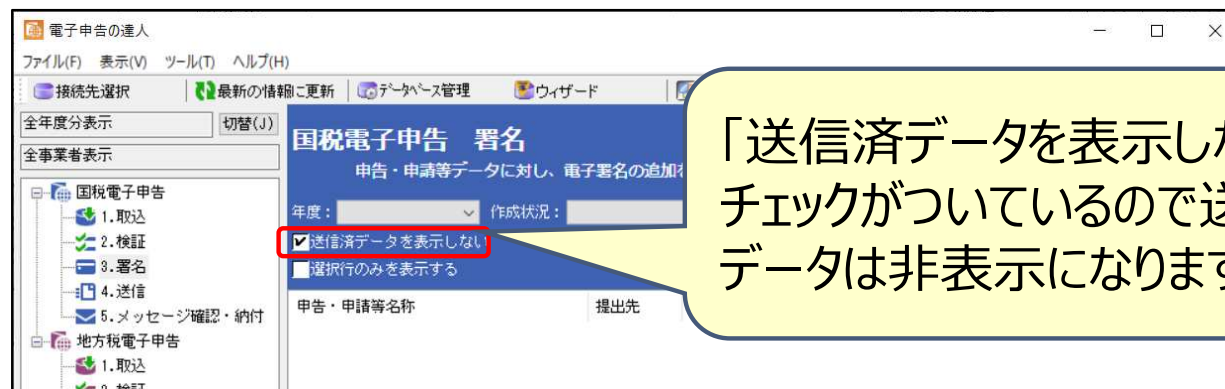 電子申告の達人
ファイル(F) 表示(V) ツール(T) ヘルプ(H)
接続先選択 最新の情報に更新 データベース管理 ウィザード
全年度分表示 切替(J)
全事業者表示
国税電子申告
1.取込
2.検証
3.署名
4.送信
5.メッセージ確認・納付
地方税電子申告
1.取込
国税電子申告 署名
申告・申請等データに対し、電子署名の追加
年度： 作成状況：
送信済データを表示しない
選択行のみを表示する
申告・申請等名称 提出先
「送信済データを表示しな
チェックがついているので送
データは非表示になります